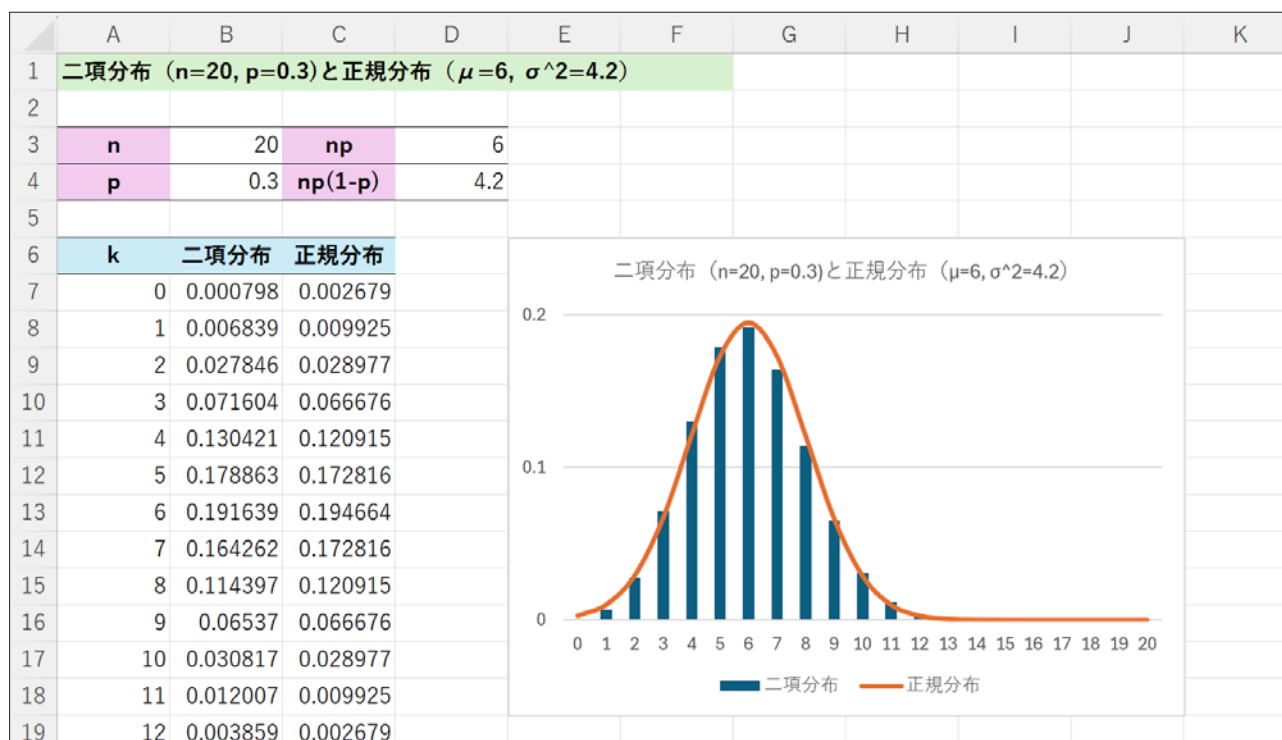 A B C D E F G H I J K
1 二項分布（n=20, p=0.3)と正規分布（μ=6, σ^2=4.2）
2
3 n 20 np 6
4 p 0.3 np(1-p) 4.2
5
6 k 二項分布 正規分布
7 0 0.000798 0.002679
8 1 0.006839 0.009925
9 2 0.027846 0.028977
10 3 0.071604 0.066676
11 4 0.130421 0.120915
12 5 0.178863 0.172816
13 6 0.191639 0.194664
14 7 0.164262 0.172816
15 8 0.114397 0.120915
16 9 0.06537 0.066676
17 10 0.030817 0.028977
18 11 0.012007 0.009925
19 12 0.003859 0.002679
二項分布（n=20, p=0.3)と正規分布（μ=6, σ^2=4.2）
0.2
0.1
0
0 1 2 3 4 5 6 7 8 9 10 11 12 13 14 15 16 17 18 19 20
二項分布 正規分布